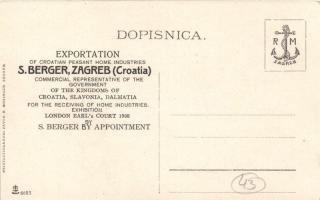 DOPISNICA.
EXPORTATION
OF CROATIAN PEASANT HOME INDUSTRIES
S. BERGER, ZAGREB (Croatia)
COMMERCIAL REPRESENTATIVE OF THE
GOVERNMENT
OF THE KINGDOMS OF
CROATIA, SLAVONIA, DALMATIA
FOR THE RECEIVING OF HOME INDUSTRIES.
EXHIBITION
LONDON EARL'S COURT 1906
BY
S. BERGER BY APPOINTMENT
R M
ZAGREB
43